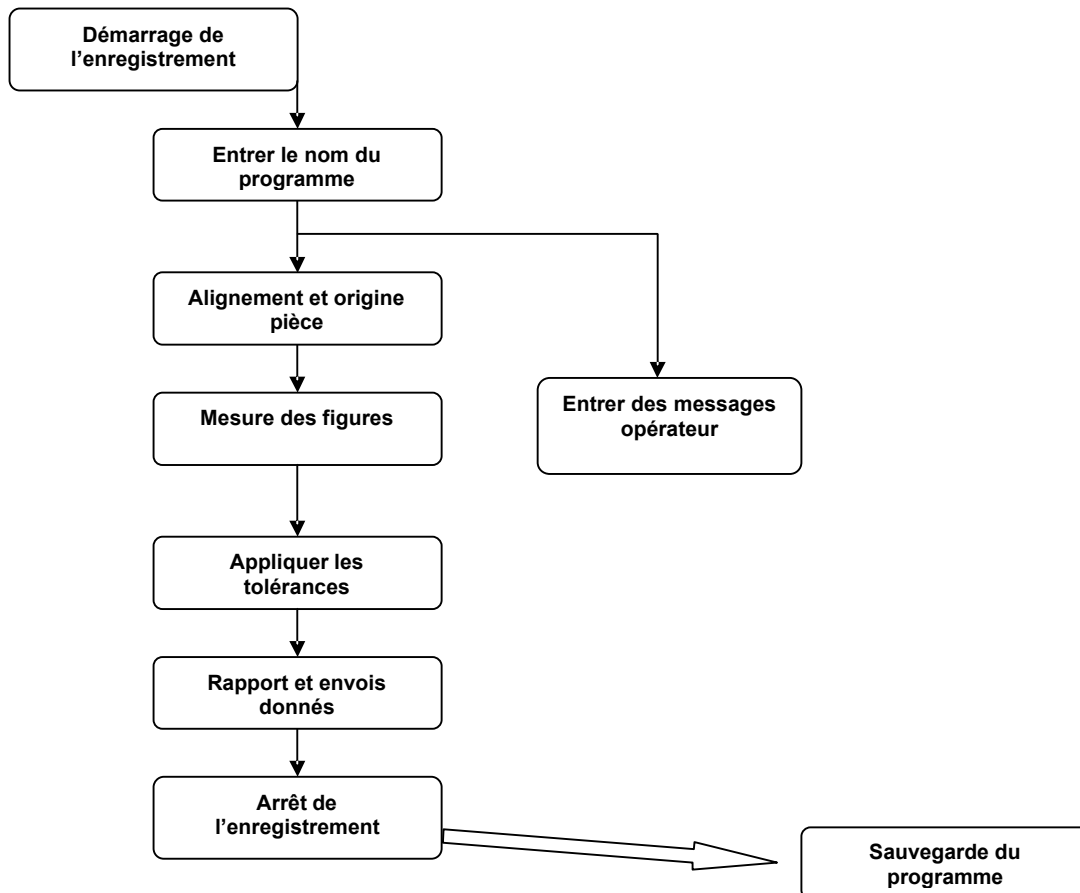 Démarrage de
l’enregistrement
Entrer le nom du
programme
Alignement et origine
pièce
Mesure des figures
Entrer des messages
opérateur
Appliquer les
tolérances
Rapport et envois
donnés
Arrêt de
l’enregistrement
Sauvegarde du
programme